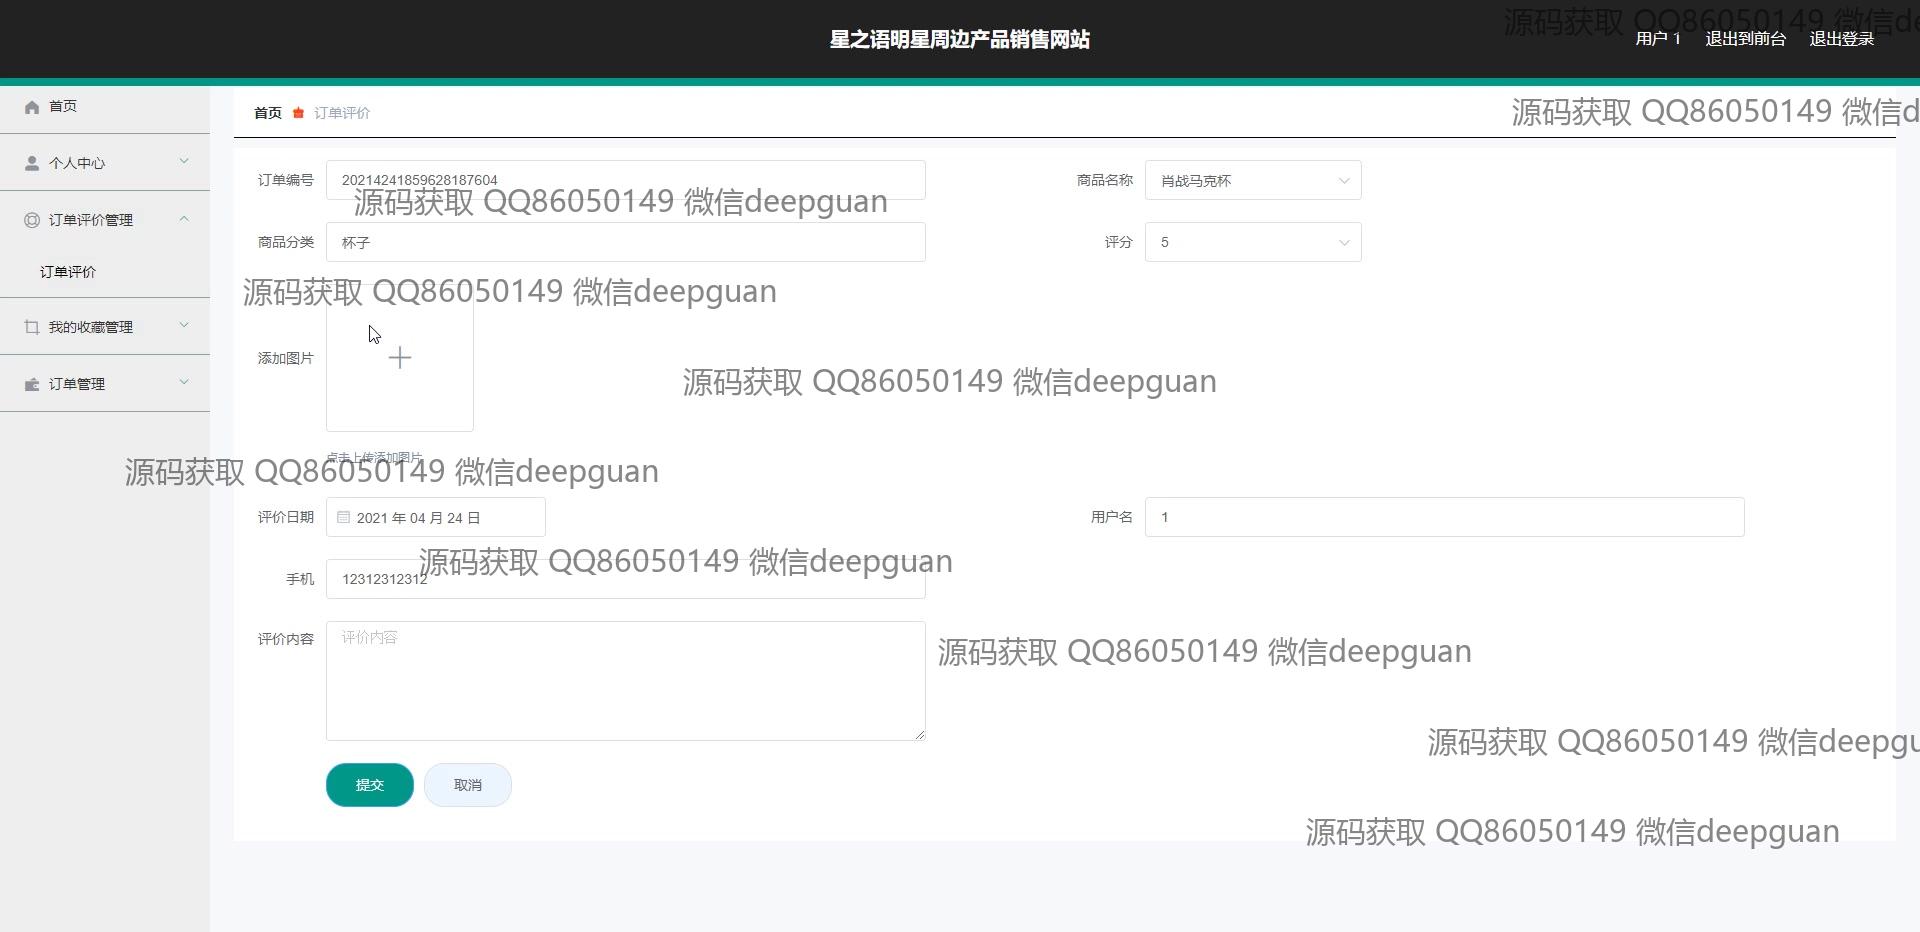 星之语明星周边产品销售网站
源码获取 QQ86050149 微信de
用户 1 退出到前台 退出登录
首页
首页 订单评价
源码获取 QQ86050149 微信d
个人中心
订单编号 20214241859628187604
商品名称 肖战马克杯
源码获取 QQ86050149 微信deepguan
订单评价管理
商品分类 杯子
评分 5
订单评价
源码获取 QQ86050149 微信deepguan
我的收藏管理
添加图片
源码获取 QQ86050149 微信deepguan
订单管理
点击上传添加图片
源码获取 QQ86050149 微信deepguan
评价日期 2021 年 04 月 24 日
用户名 1
源码获取 QQ86050149 微信deepguan
手机 12312312312
评价内容 评价内容
源码获取 QQ86050149 微信deepguan
源码获取 QQ86050149 微信deepgu
提交 取消
源码获取 QQ86050149 微信deepguan